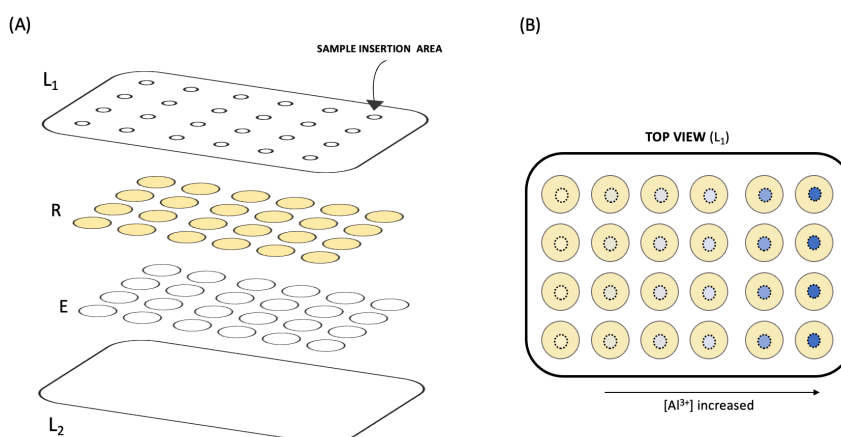 (A)
SAMPLE INSERTION AREA
L₁
R
E
L₂
(B)
TOP VIEW (L₁)
[Al³⁺] increased